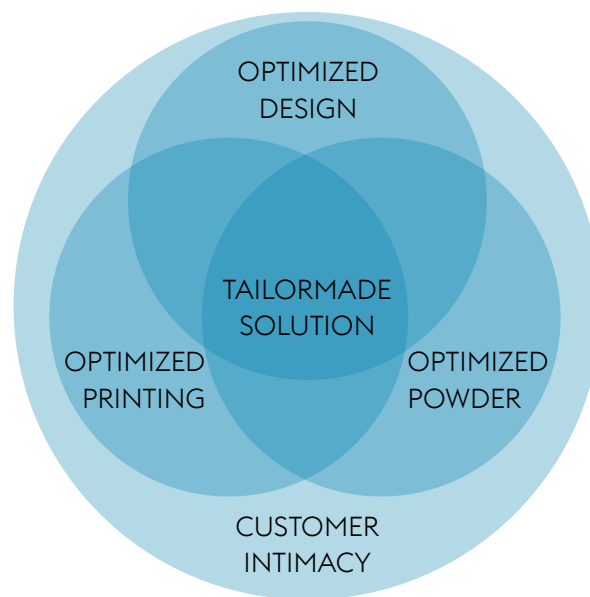 OPTIMIZED
DESIGN
TAILORMADE
SOLUTION
OPTIMIZED
PRINTING
OPTIMIZED
POWDER
CUSTOMER
INTIMACY